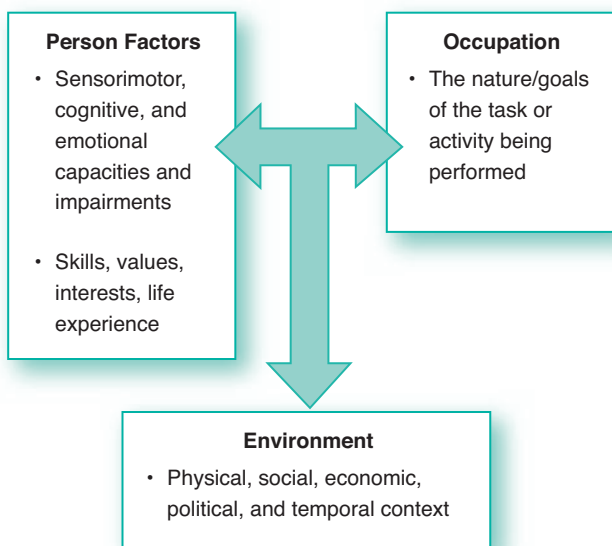 Person Factors
• Sensorimotor,
cognitive, and
emotional
capacities and
impairments
• Skills, values,
interests, life
experience
Occupation
• The nature/goals
of the task or
activity being
performed
Environment
• Physical, social, economic,
political, and temporal context